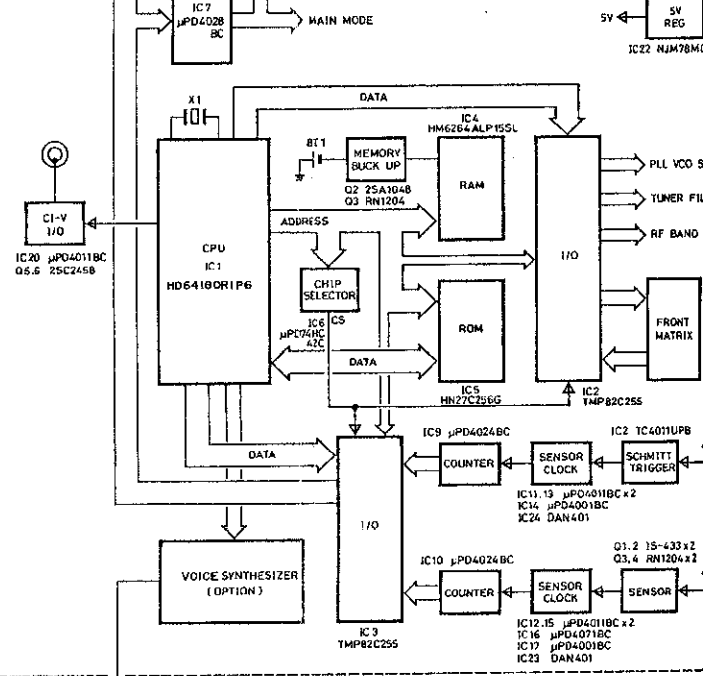 IC7
µPD4028
BC
MAIN MODE
5V
5V
REG
IC22 NJM78M
X1
DATA
IC4
HM6264ALP15SL
BT1
MEMORY
BUCK UP
RAM
Q2 2SA1048
Q3 RN1204
PLL VCO S
TUNER FIL
RF BAND
CI-V
I/O
IC20 µPD4011BC
Q5.6 2SC2458
CPU
IC1
HD64180R1P6
ADDRESS
I/O
CHIP
SELECTOR
CS
IC6
µPD74HC
42C
ROM
FRONT
MATRIX
DATA
IC5
HN27C256G
IC2
TMP82C255
IC9 µPD4024BC
IC2 TC4011UPB
DATA
COUNTER
SENSOR
CLOCK
SCHMITT
TRIGGER
IC11.13 µPD4011BC×2
IC14 µPD4001BC
IC24 DAN401
I/O
VOICE SYNTHESIZER
(OPTION)
IC10 µPD4024BC
Q1.2 1S-433×2
Q3,4 RN1204×2
COUNTER
SENSOR
CLOCK
SENSOR
IC3
TMP82C255
IC12.15 µPD4011BC×2
IC16 µPD4071BC
IC17 µPD4001BC
IC23 DAN401